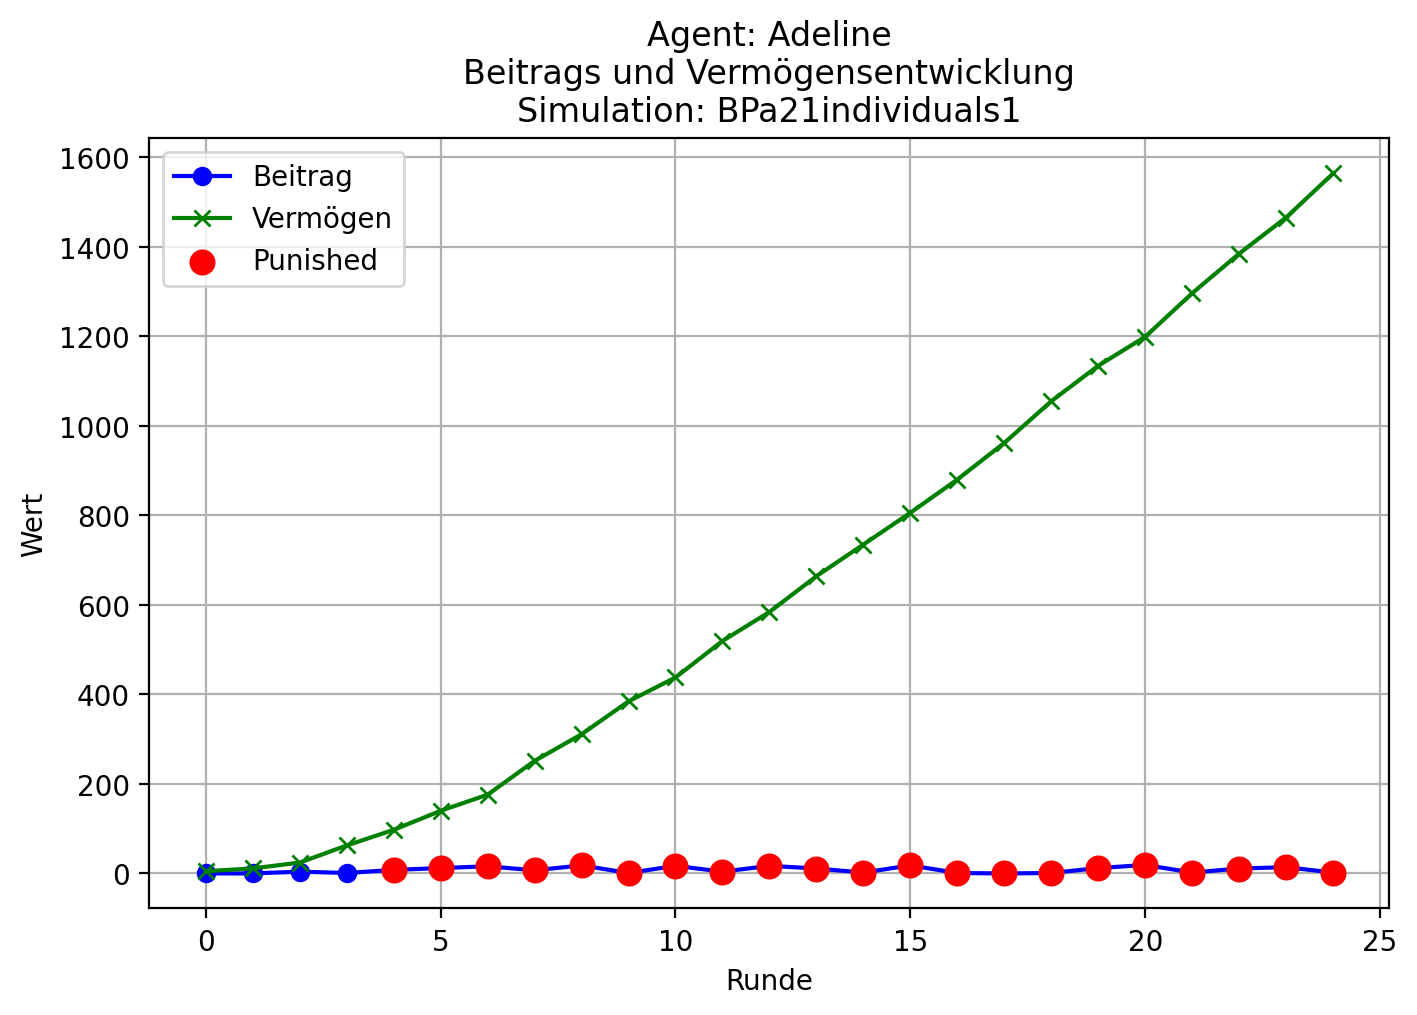 Agent: Adeline
Beitrags und Vermögensentwicklung
Simulation: BPa21individuals1
Beitrag
Vermögen
Punished
1600
1400
1200
1000
800
600
400
200
0
Wert
0 5 10 15 20 25
Runde